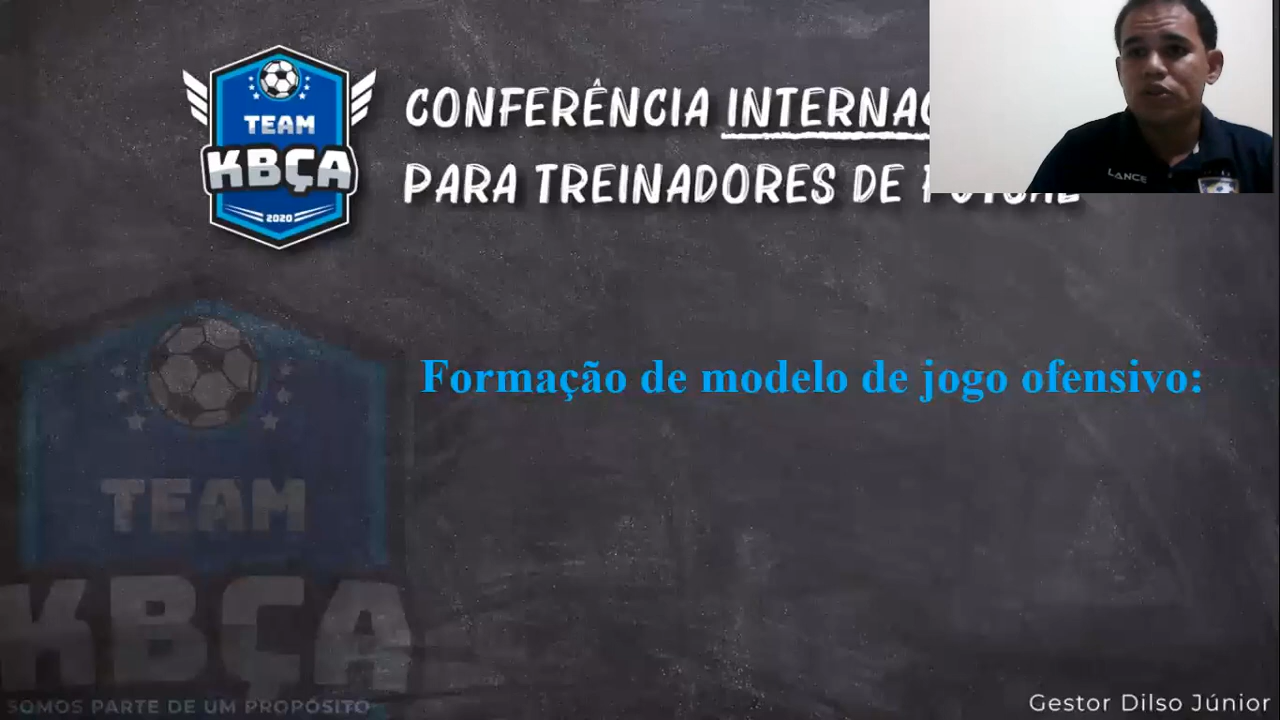 TEAM
KBÇA
2020
CONFERÊNCIA INTERNAC
PARA TREINADORES DE
LANCE
Formação de modelo de jogo ofensivo:
TEAM
KBÇA
SOMOS PARTE DE UM PROPÓSITO
Gestor Dilso Júnior